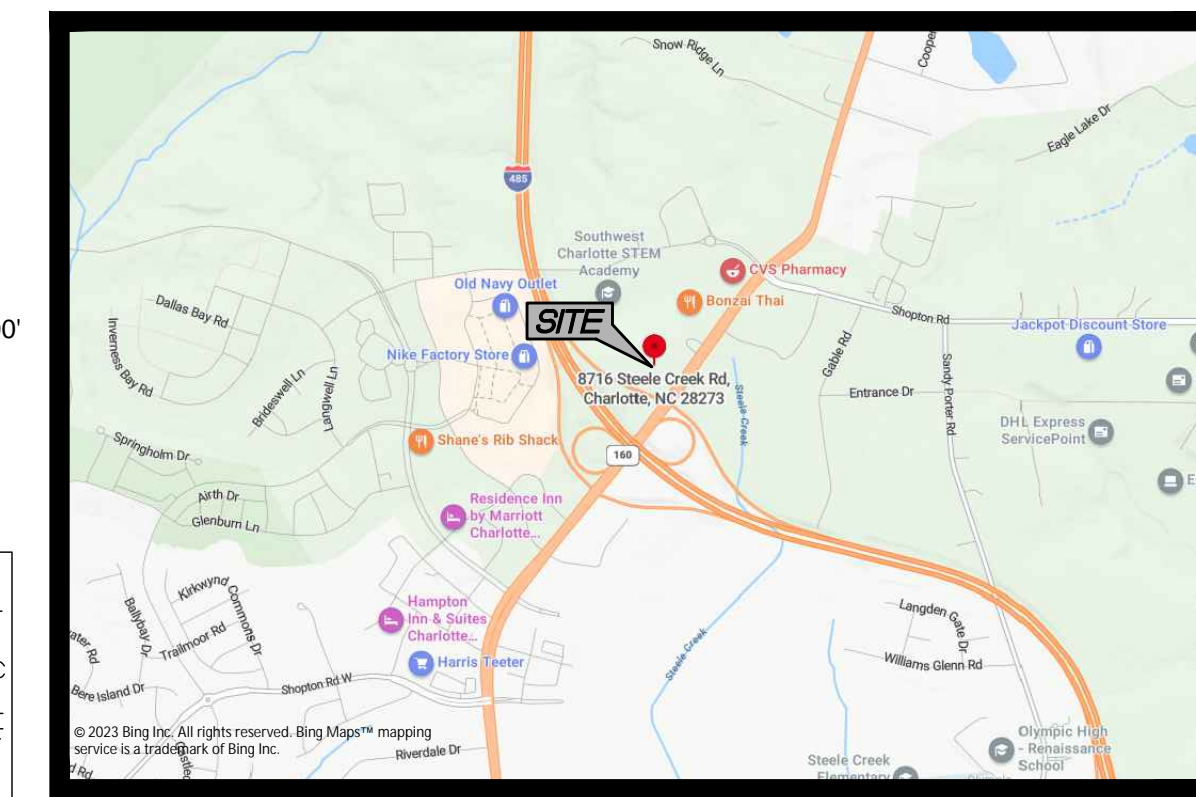 Snow Ridge Ln
Cooper
Eagle Lake Dr
485
Southwest
Charlotte STEM
Academy
CVS Pharmacy
Old Navy Outlet
Bonzai Thai
Dallas Bay Rd
SITE
Shopton Rd
Jackpot Discount Store
00'
Inverness Bay Rd
Nike Factory Store
Gable Rd
Sandy Porter Rd
Brideswell Ln
Langwell Ln
8716 Steele Creek Rd,
Charlotte, NC 28273
Steele Creek
Entrance Dr
DHL Express
ServicePoint
Shane's Rib Shack
Springholm Dr
160
E
Airth Dr
Glenburn Ln
Residence Inn
by Marriott
Charlotte...
Kirkwynd
Commons Dr
Ballybay Dr
Trailmoor Rd
Hampton
Inn & Suites
Charlotte...
Langden Gate Dr
Steele Creek
Williams Glenn Rd
Harris Teeter
ater Rd
Bere Island Dr
Shopton Rd W
© 2023 Bing Inc. All rights reserved. Bing Maps™ mapping
service is a trademark of Bing Inc.
Riverdale Dr
d Rd
Olympic High
- Renaissance
School
Steele Creek
Elementary